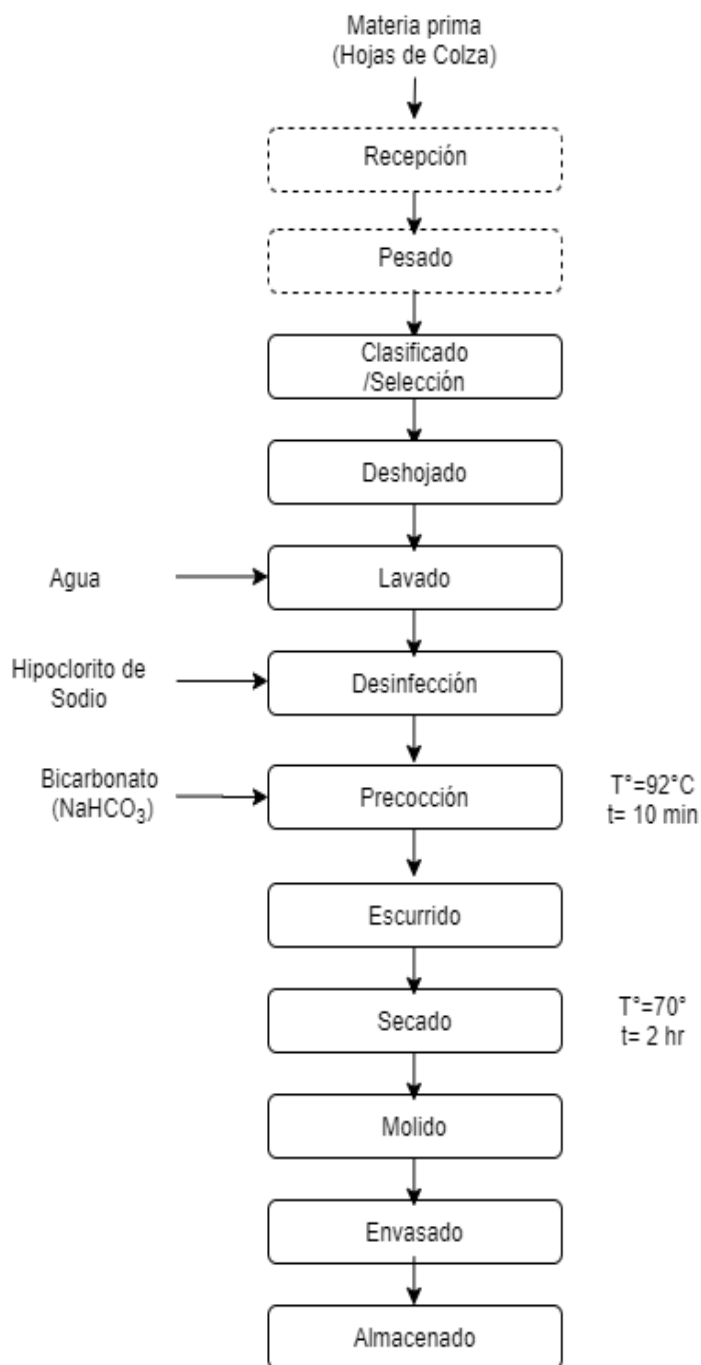 Materia prima
(Hojas de Colza)
Recepción
Pesado
Clasificado
/Selección
Deshojado
Agua
Lavado
Hipoclorito de
Sodio
Desinfección
Bicarbonato
(NaHCO₃)
Precocción
T°=92°C
t= 10 min
Escurrido
Secado
T°=70°
t= 2 hr
Molido
Envasado
Almacenado